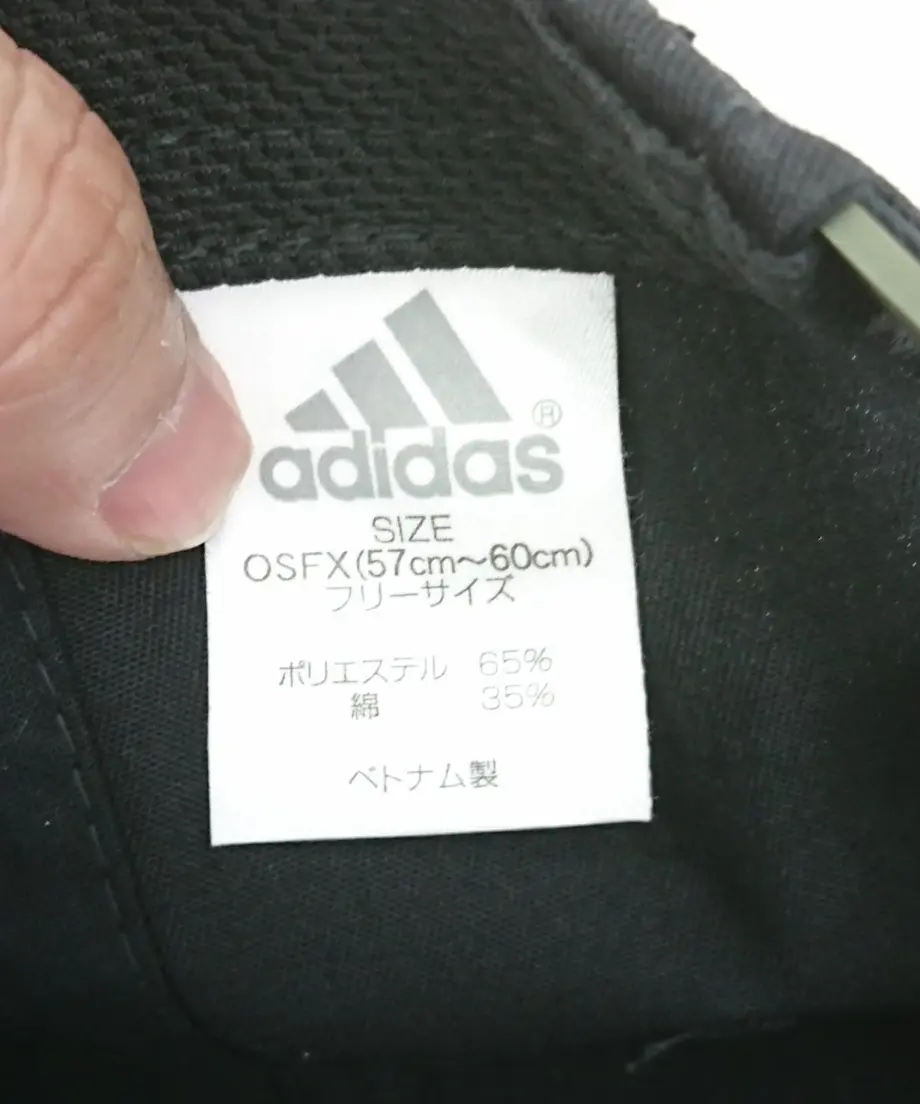 adidas®
SIZE
OSFX(57cm〜60cm)
フリーサイズ
ポリエステル 65%
綿 35%
ベトナム製